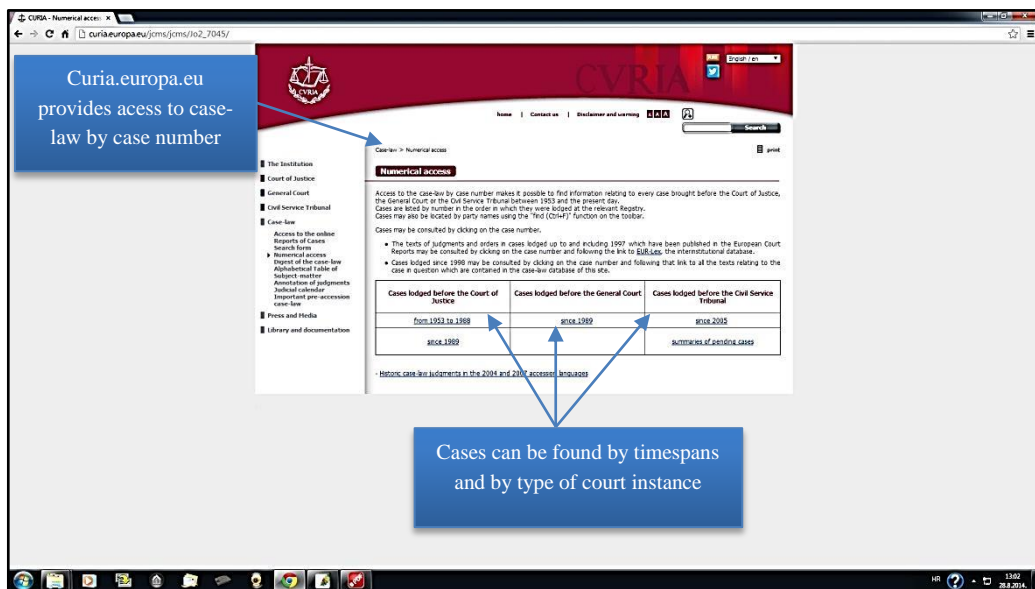 CURIA - Numerical access
curia.europa.eu/jcms/jcms/Jo2_7045/
CVRIA
CVRIA
English / en
home | Contact us | Disclaimer and warning A A A
Search
Curia.europa.eu
provides acess to case-
law by case number
Case-law > Numerical access
print
Numerical access
The Institution
Court of Justice
General Court
Civil Service Tribunal
Case-law
Access to the online
Reports of Cases
Search form
Numerical access
Digest of the case-law
Alphabetical Table of
Subject-matter
Annotation of judgments
Judicial calendar
Important pre-accession
case-law
Press and Media
Library and documentation
Access to the case-law by case number makes it possible to find information relating to every case brought before the Court of Justice,
the General Court or the Civil Service Tribunal between 1953 and the present day.
Cases are listed by number in the order in which they were lodged at the relevant Registry.
Cases may also be located by party names using the "find (Ctrl+F)" function on the toolbar.
Cases may be consulted by clicking on the case number.
• The texts of judgments and orders in cases lodged up to and including 1997 which have been published in the European Court
Reports may be consulted by clicking on the case number and following the link to EUR-Lex, the interinstitutional database.
• Cases lodged since 1998 may be consulted by clicking on the case number and following that link to all the texts relating to the
case in question which are contained in the case-law database of this site.
Cases lodged before the Court of
Justice
Cases lodged before the General Court
Cases lodged before the Civil Service
Tribunal
from 1953 to 1988
since 1989
since 2005
since 1989
summaries of pending cases
- Historic case-law judgments in the 2004 and 2007 accession languages
Cases can be found by timespans
and by type of court instance
HR
13:02
28.8.2014.